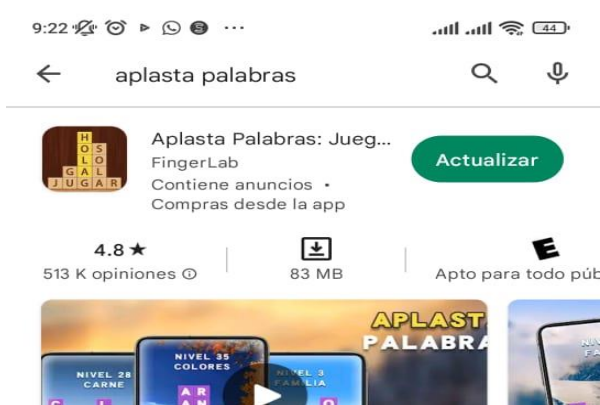 9:22
44
aplasta palabras
Aplasta Palabras: Jueg...
FingerLab
Actualizar
Contiene anuncios •
Compras desde la app
HOLA
SOL
GA
JUGAR
4.8★
513 K opiniones
83 MB
E
Apto para todo púb
APLAST
PALABRA
NIVEL 28
CARNE
NIVEL 35
COLORES
NIVEL 3
FAMILIA
A R